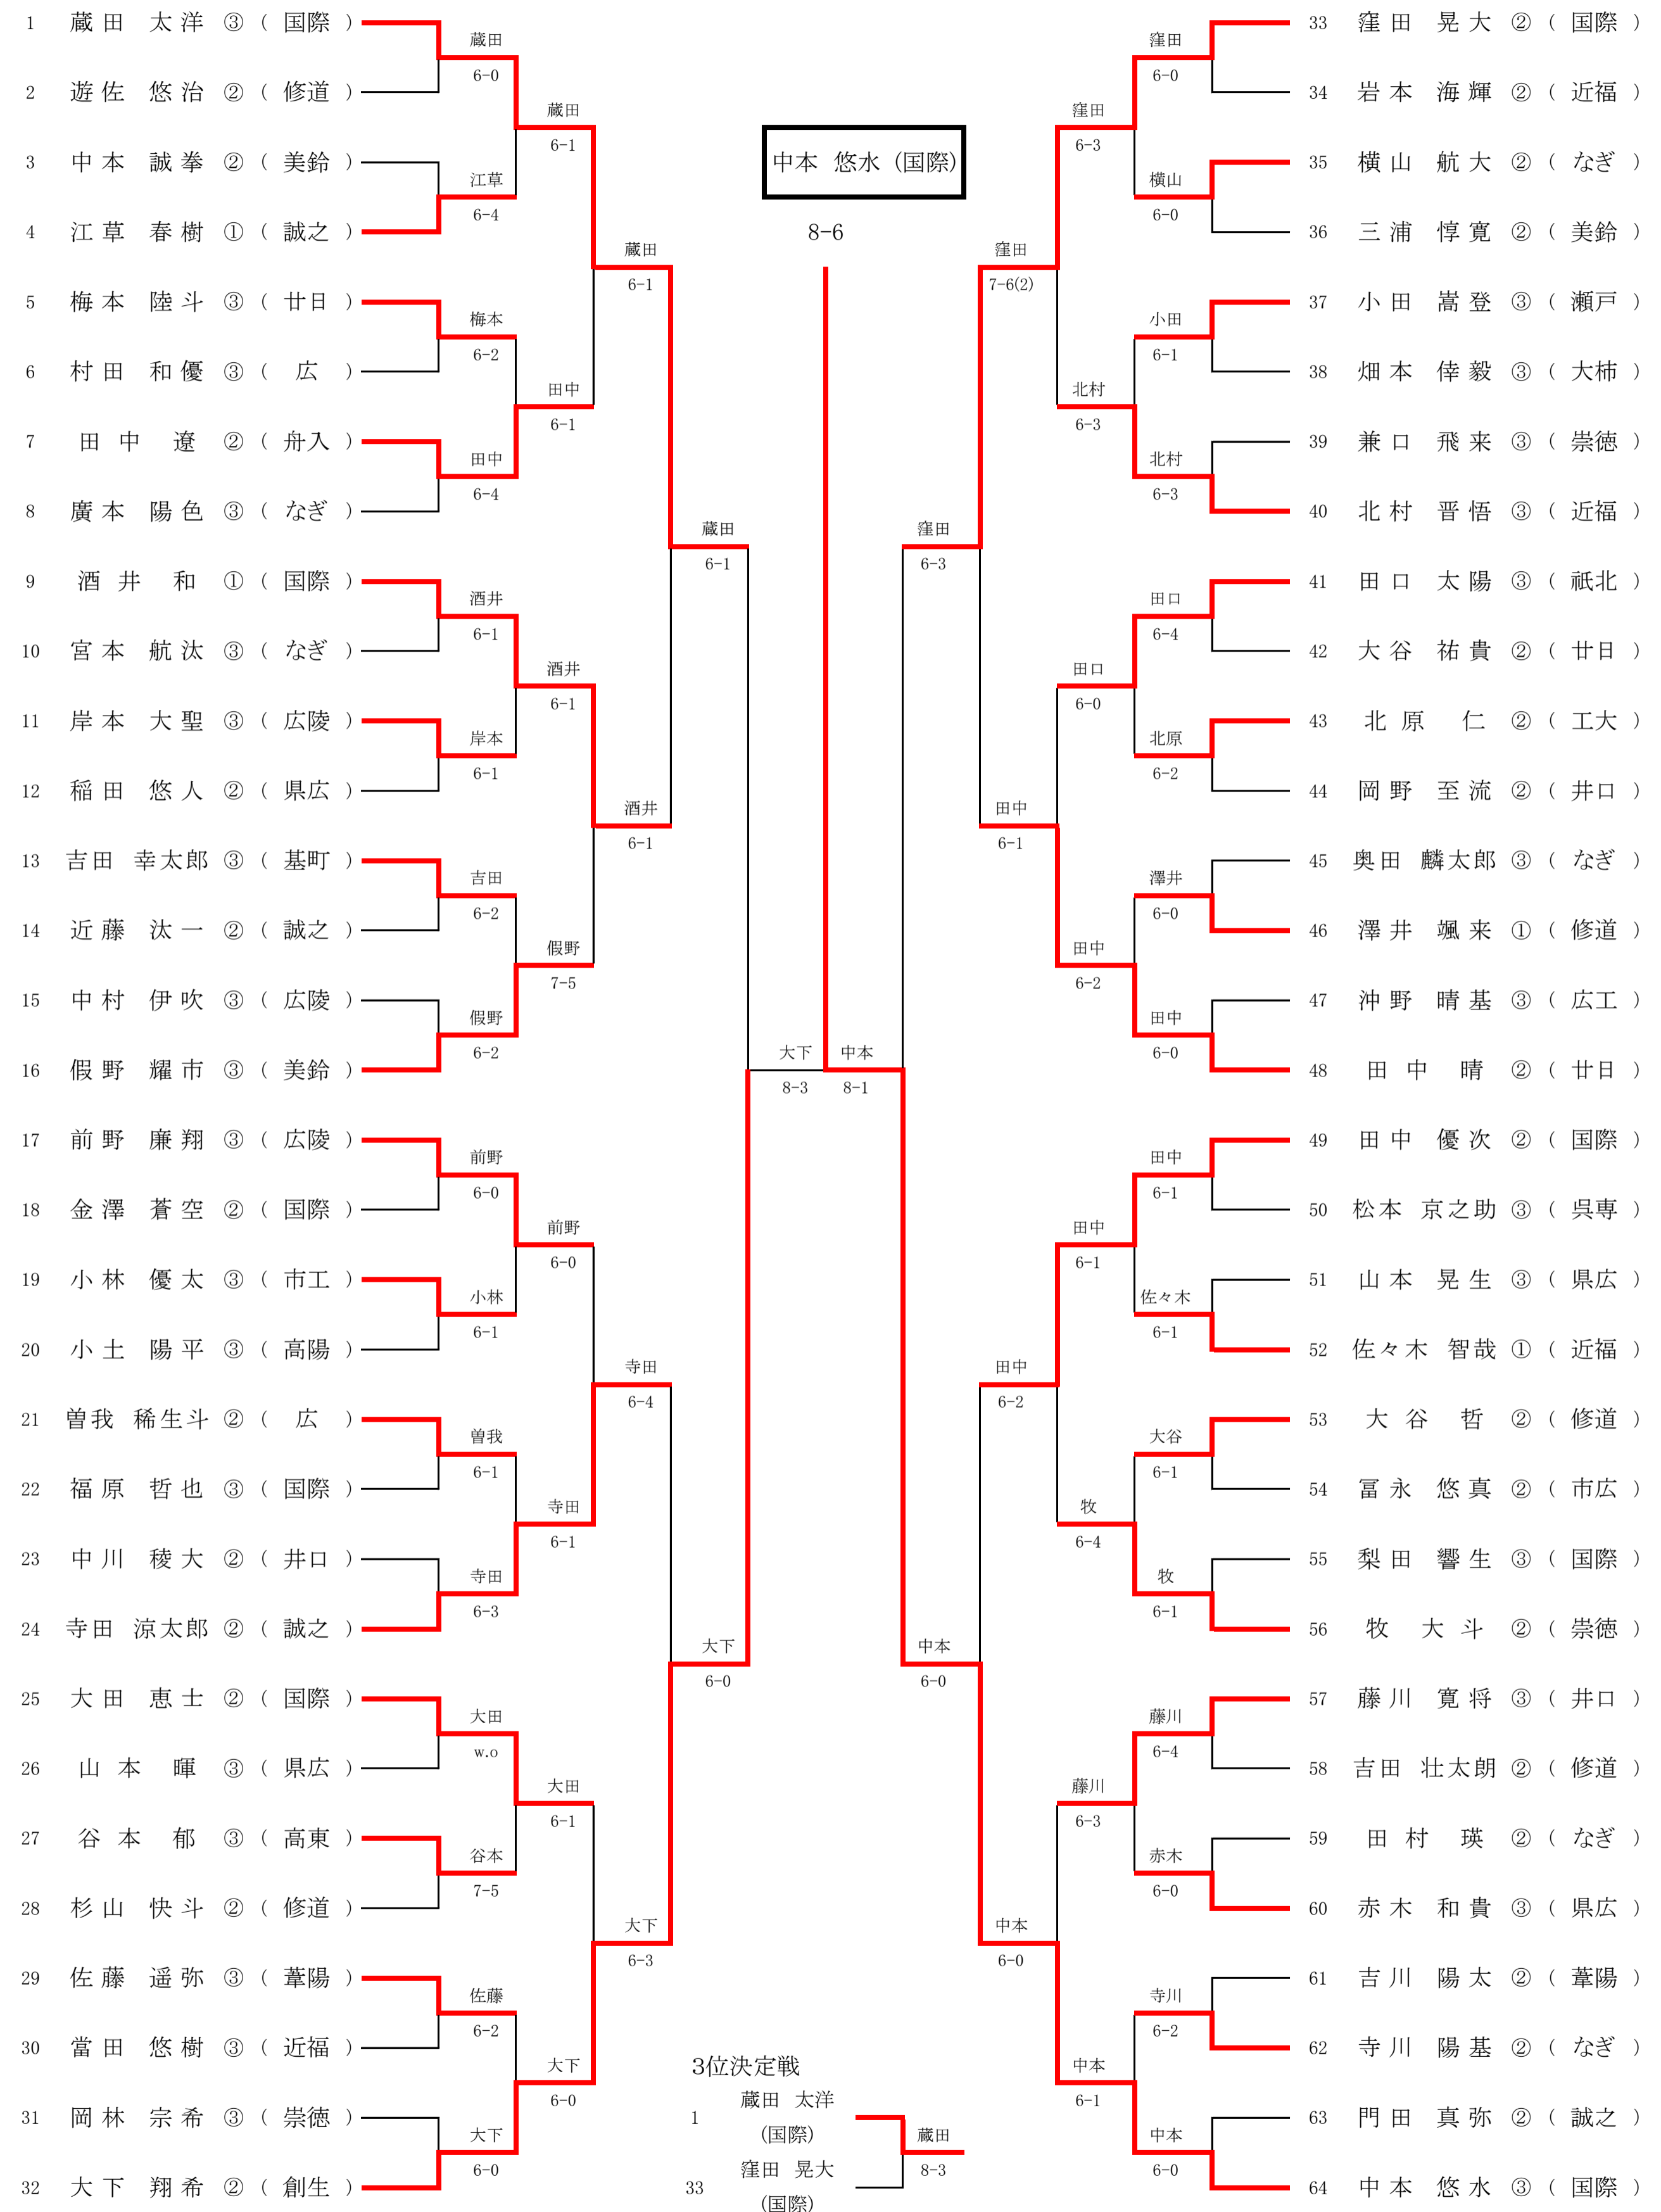 1 蔵田 太洋 ③ ( 国際 )
2 遊佐 悠治 ② ( 修道 )
3 中本 誠拳 ② ( 美鈴 )
4 江草 春樹 ① ( 誠之 )
5 梅本 陸斗 ③ ( 廿日 )
6 村田 和優 ③ ( 広 )
7 田中 遼 ② ( 舟入 )
8 廣本 陽色 ③ ( なぎ )
9 酒井 和 ① ( 国際 )
10 宮本 航汰 ③ ( なぎ )
11 岸本 大聖 ③ ( 広陵 )
12 稲田 悠人 ② ( 県広 )
13 吉田 幸太郎 ③ ( 基町 )
14 近藤 汰一 ② ( 誠之 )
15 中村 伊吹 ③ ( 広陵 )
16 假野 耀市 ③ ( 美鈴 )
17 前野 廉翔 ③ ( 広陵 )
18 金澤 蒼空 ② ( 国際 )
19 小林 優太 ③ ( 市工 )
20 小土 陽平 ③ ( 高陽 )
21 曽我 稀生斗 ② ( 広 )
22 福原 哲也 ③ ( 国際 )
23 中川 稜大 ② ( 井口 )
24 寺田 涼太郎 ② ( 誠之 )
25 大田 恵士 ② ( 国際 )
26 山本 暉 ③ ( 県広 )
27 谷本 郁 ③ ( 高東 )
28 杉山 快斗 ② ( 修道 )
29 佐藤 遥弥 ③ ( 葦陽 )
30 當田 悠樹 ③ ( 近福 )
31 岡林 宗希 ③ ( 崇徳 )
32 大下 翔希 ② ( 創生 )
蔵田
6-0
江草
6-4
梅本
6-2
田中
6-4
酒井
6-1
岸本
6-1
吉田
6-2
假野
6-2
前野
6-0
小林
6-1
曽我
6-1
寺田
6-3
大田
w.o
谷本
7-5
佐藤
6-2
大下
6-0
蔵田
6-1
田中
6-1
酒井
6-1
假野
7-5
前野
6-0
寺田
6-1
大田
6-1
大下
6-0
蔵田
6-1
酒井
6-1
寺田
6-4
大下
6-3
蔵田
6-1
大下
6-0
大下
8-3
中本 悠水 (国際)
8-6
中本
8-1
窪田
6-3
中本
6-0
窪田
7-6(2)
田中
6-1
田中
6-2
中本
6-0
窪田
6-3
北村
6-3
田口
6-0
田中
6-2
田中
6-1
牧
6-4
藤川
6-3
中本
6-1
窪田
6-0
横山
6-0
小田
6-1
北村
6-3
田口
6-4
北原
6-2
澤井
6-0
田中
6-0
田中
6-1
佐々木
6-1
大谷
6-1
牧
6-1
藤川
6-4
赤木
6-0
寺川
6-2
中本
6-0
33 窪田 晃大 ② ( 国際 )
34 岩本 海輝 ② ( 近福 )
35 横山 航大 ② ( なぎ )
36 三浦 惇寛 ② ( 美鈴 )
37 小田 嵩登 ③ ( 瀬戸 )
38 畑本 倖毅 ③ ( 大柿 )
39 兼口 飛来 ③ ( 崇徳 )
40 北村 晋悟 ③ ( 近福 )
41 田口 太陽 ③ ( 祇北 )
42 大谷 祐貴 ② ( 廿日 )
43 北原 仁 ② ( 工大 )
44 岡野 至流 ② ( 井口 )
45 奥田 麟太郎 ③ ( なぎ )
46 澤井 颯来 ① ( 修道 )
47 沖野 晴基 ③ ( 広工 )
48 田中 晴 ② ( 廿日 )
49 田中 優次 ② ( 国際 )
50 松本 京之助 ③ ( 呉専 )
51 山本 晃生 ③ ( 県広 )
52 佐々木 智哉 ① ( 近福 )
53 大谷 哲 ② ( 修道 )
54 冨永 悠真 ② ( 市広 )
55 梨田 響生 ③ ( 国際 )
56 牧 大斗 ② ( 崇徳 )
57 藤川 寛将 ③ ( 井口 )
58 吉田 壮太朗 ② ( 修道 )
59 田村 瑛 ② ( なぎ )
60 赤木 和貴 ③ ( 県広 )
61 吉川 陽太 ② ( 葦陽 )
62 寺川 陽基 ② ( なぎ )
63 門田 真弥 ② ( 誠之 )
64 中本 悠水 ③ ( 国際 )
3位決定戦
1 蔵田 太洋
(国際)
33 窪田 晃大
(国際)
蔵田
8-3